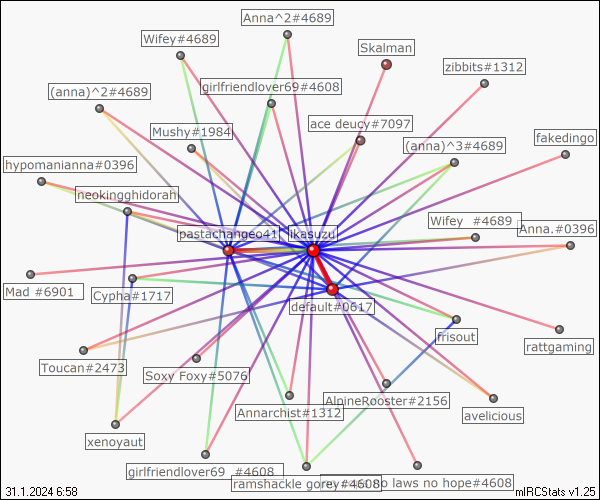 Anna^2#4689
Wifey#4689
Skalman
zibbits#1312
(anna)^2#4689
girlfriendlover69#4608
Mushy#1984
ace deucy#7097
fakedingo
(anna)^3#4689
hypomanianna#0396
neokingghidorah
pastachangeo41
ikasuzu
Wifey #4689
Anna.#0396
Mad #6901
Cypha#1717
default#0617
frisout
rattgaming
Toucan#2473
Soxy Foxy#5076
AlpineRooster#2156
Annarchist#1312
avelicious
xenoyaut
girlfriendlover69 #4608
ramshackle gorey#4608
no laws no hope#4608
31.1.2024 6:58
mIRCStats v1.25